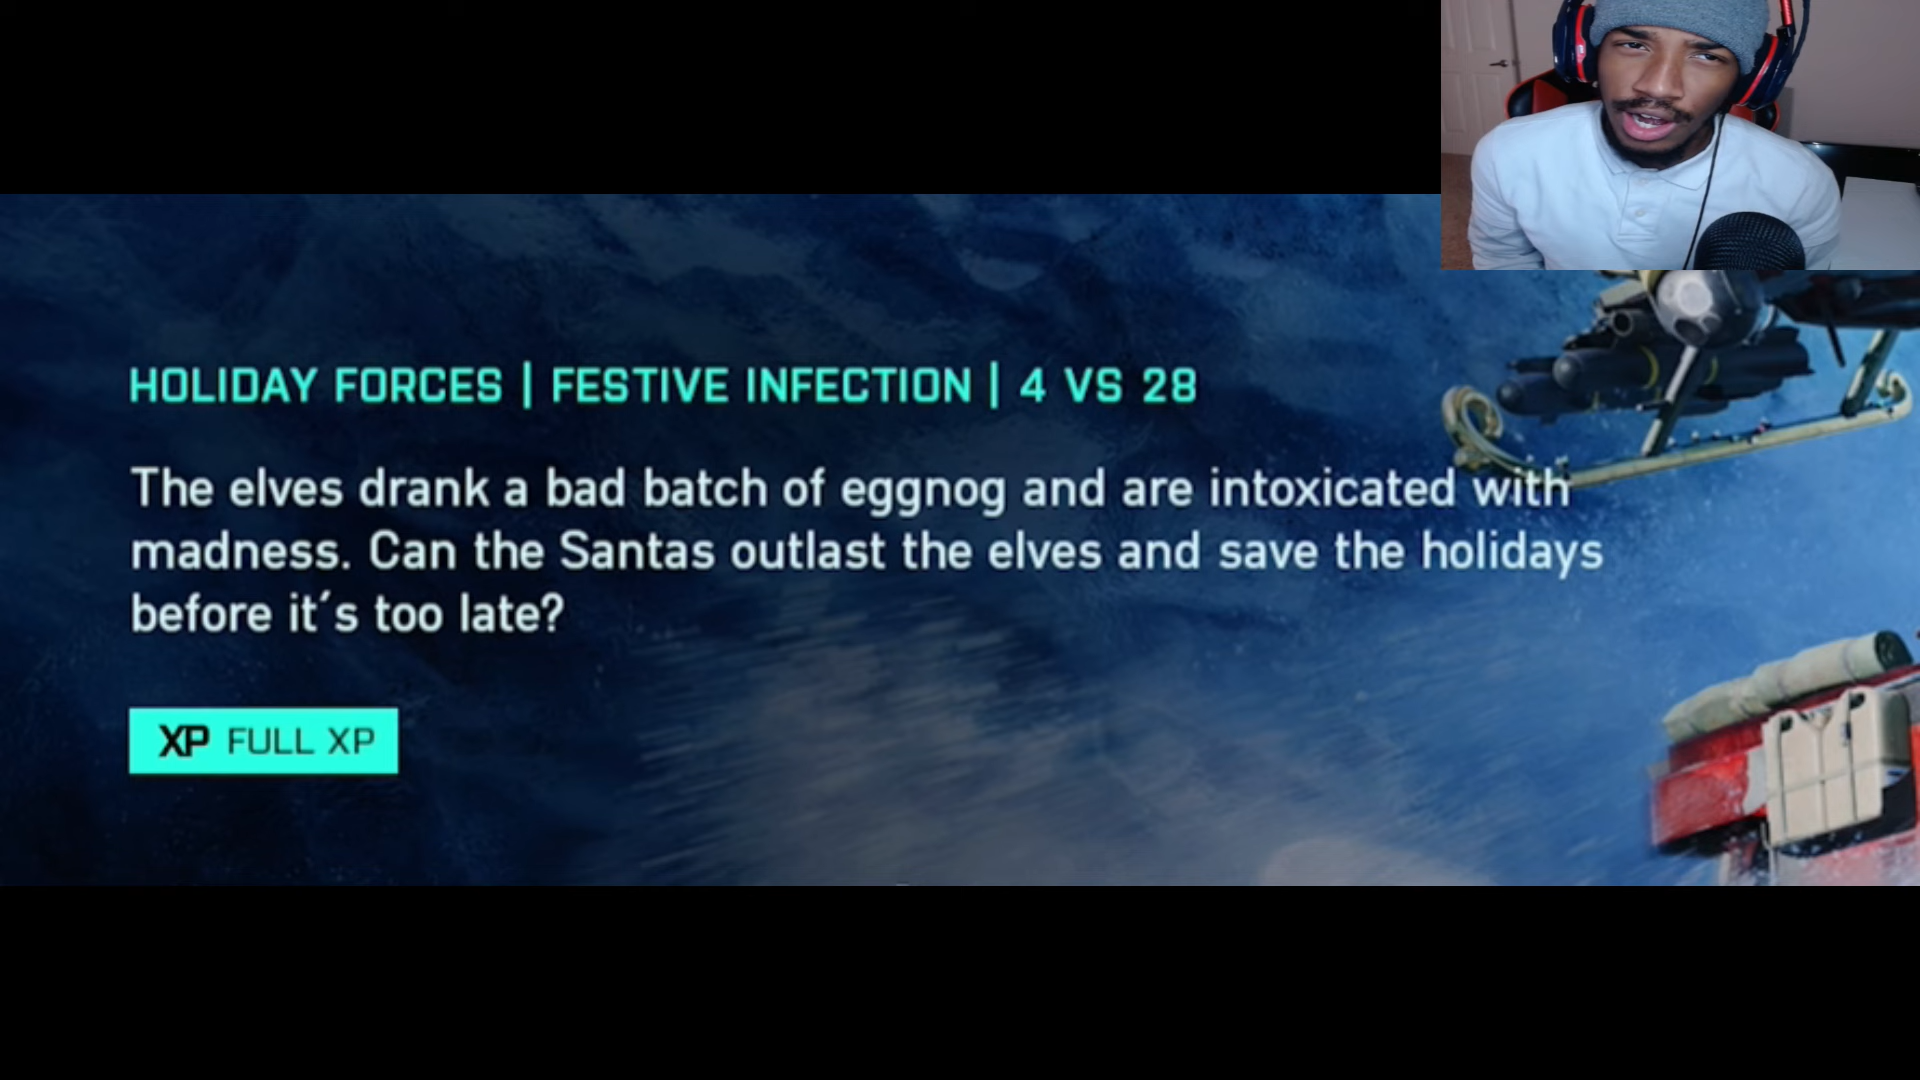 HOLIDAY FORCES | FESTIVE INFECTION | 4 VS 28
The elves drank a bad batch of eggnog and are intoxicated with
madness. Can the Santas outlast the elves and save the holidays
before it´s too late?
XP FULL XP